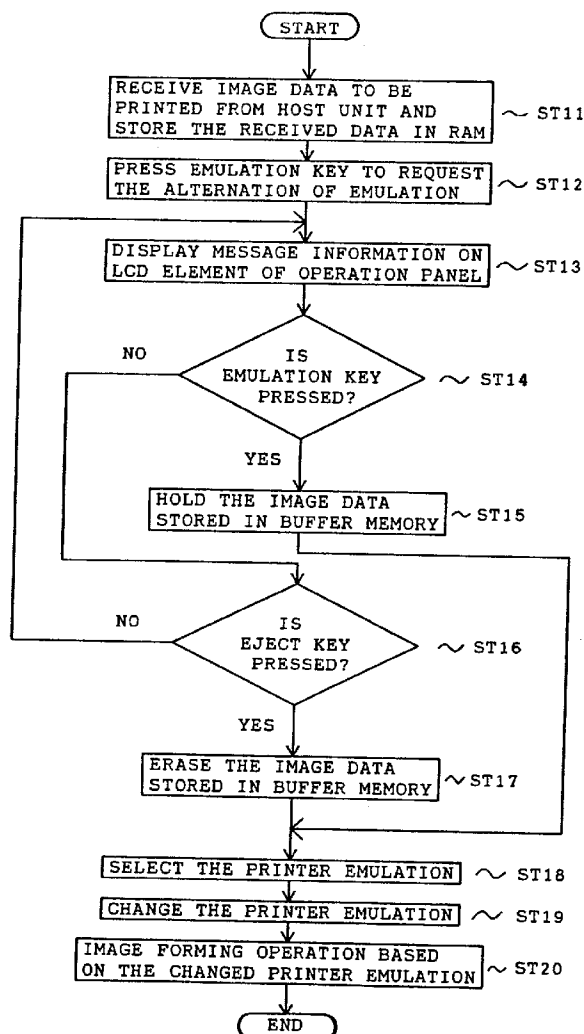 START
RECEIVE IMAGE DATA TO BE
PRINTED FROM HOST UNIT AND
STORE THE RECEIVED DATA IN RAM
~ ST11
PRESS EMULATION KEY TO REQUEST
THE ALTERNATION OF EMULATION
~ ST12
DISPLAY MESSAGE INFORMATION ON
LCD ELEMENT OF OPERATION PANEL
~ ST13
NO
IS
EMULATION KEY
PRESSED?
~ ST14
YES
HOLD THE IMAGE DATA
STORED IN BUFFER MEMORY
~ ST15
NO
IS
EJECT KEY
PRESSED?
~ ST16
YES
ERASE THE IMAGE DATA
STORED IN BUFFER MEMORY
~ ST17
SELECT THE PRINTER EMULATION
~ ST18
CHANGE THE PRINTER EMULATION
~ ST19
IMAGE FORMING OPERATION BASED
ON THE CHANGED PRINTER EMULATION
~ ST20
END